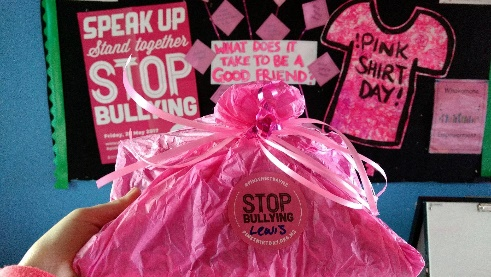 SPEAK UP
Stand together
STOP
BULLYING
WHAT DOES IT
TAKE TO BE A
GOOD FRIEND?
!PINK
SHIRT
DAY!
STOP
BULLYING
Lewis